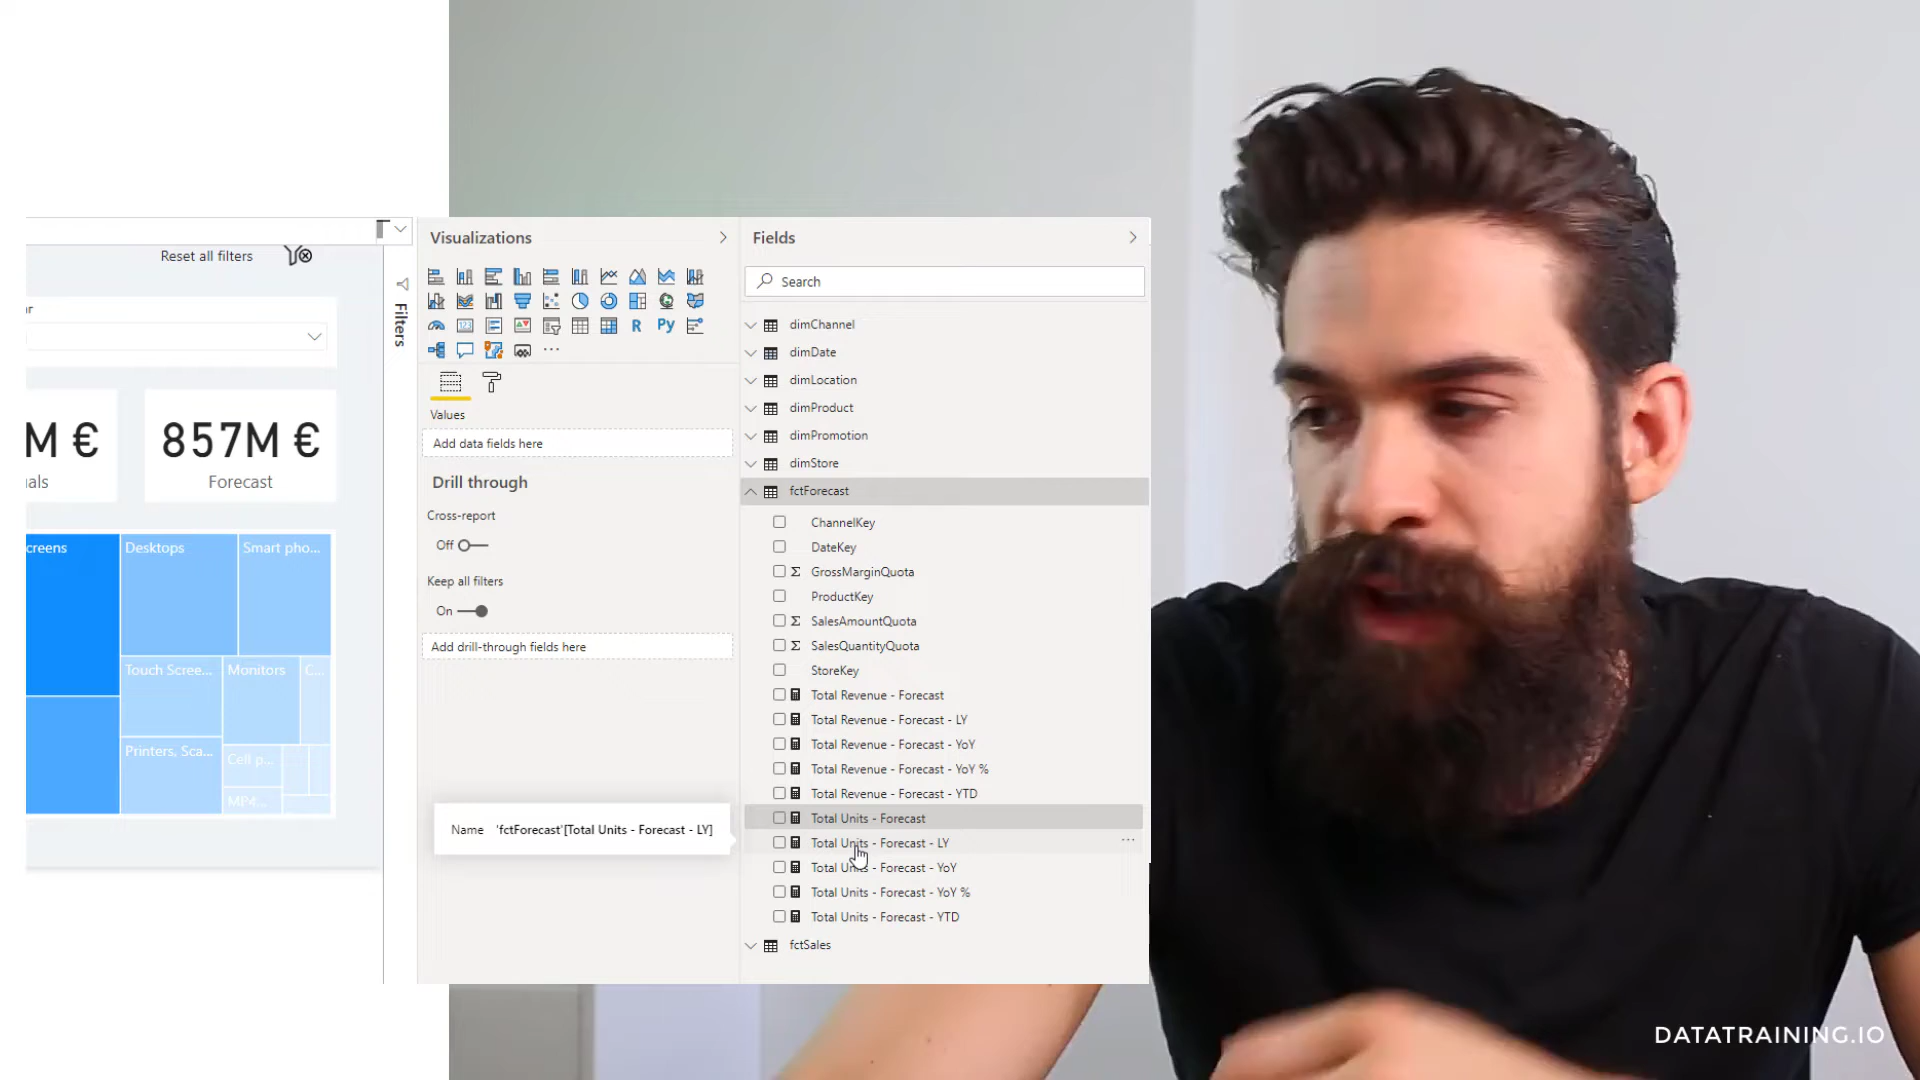 Reset all filters
M €
857M €
Forecast
Desktops
Smart pho...
Touch Scree...
Monitors
C...
Printers, Sca...
Cell p...
MP4...
Filters
Visualizations
R
Py
Values
Add data fields here
Drill through
Cross-report
Off
Keep all filters
On
Add drill-through fields here
Name 'fctForecast'[Total Units - Forecast - LY]
Fields
Search
dimChannel
dimDate
dimLocation
dimProduct
dimPromotion
dimStore
fctForecast
ChannelKey
DateKey
GrossMarginQuota
ProductKey
SalesAmountQuota
SalesQuantityQuota
StoreKey
Total Revenue - Forecast
Total Revenue - Forecast - LY
Total Revenue - Forecast - YoY
Total Revenue - Forecast - YoY %
Total Revenue - Forecast - YTD
Total Units - Forecast
Total Units - Forecast - LY
Total Units - Forecast - YoY
Total Units - Forecast - YoY %
Total Units - Forecast - YTD
fctSales
DATATRAINING.IO